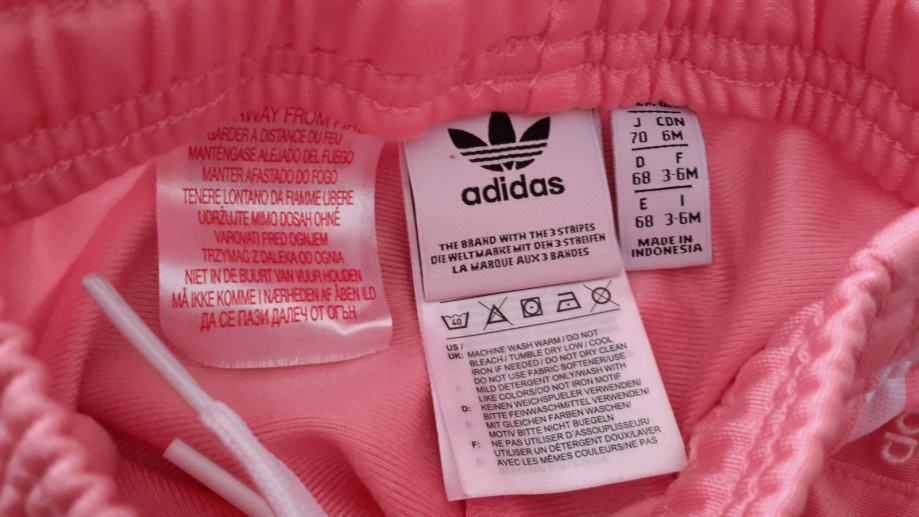 AWAY FROM FIRE
GARDER A DISTANCE DU FEU
MANTÉNGASE ALEJADO DEL FUEGO
MANTER AFASTADO DO FOGO
TENERE LONTANO DA FIAMME LIBERE
UDRŽUJTE MIMO DOSAH OHNĚ
VAROVATI PRED OGNJEM
TRZYMAC Z DALEKA OD OGNIA
NIET IN DE BUURT VAN VUUR HOUDEN
MÅ IKKE KOMME I NÆRHEDEN AF ÅBEN ILD
ДА СЕ ПАЗИ ДАЛЕЧ ОТ ОГЪН
adidas
THE BRAND WITH THE 3 STRIPES
DIE WELTMARKE MIT DEN 3 STREIFEN
LA MARQUE AUX 3 BANDES
40
US /
UK: MACHINE WASH WARM / DO NOT
BLEACH / TUMBLE DRY LOW / COOL
IRON IF NEEDED / DO NOT DRY CLEAN
DO NOT USE FABRIC SOFTENER/USE
MILD DETERGENT ONLY/WASH WITH
LIKE COLORS/DO NOT IRON MOTIF
D: KEINEN WEICHSPUELER VERWENDEN/
BITTE FEINWASCHMITTEL VERWENDEN/
MIT GLEICHEN FARBEN WASCHEN/
MOTIV BITTE NICHT BUEGELN
F: NE PAS UTILISER D'ASSOUPLISSEUR/
UTILISER UN DÉTERGENT DOUX/LAVER
AVEC LES MÊMES COULEURS/NE PAS
J CDN
70 6M
D F
68 3-6M
E I
68 3-6M
MADE IN
INDONESIA